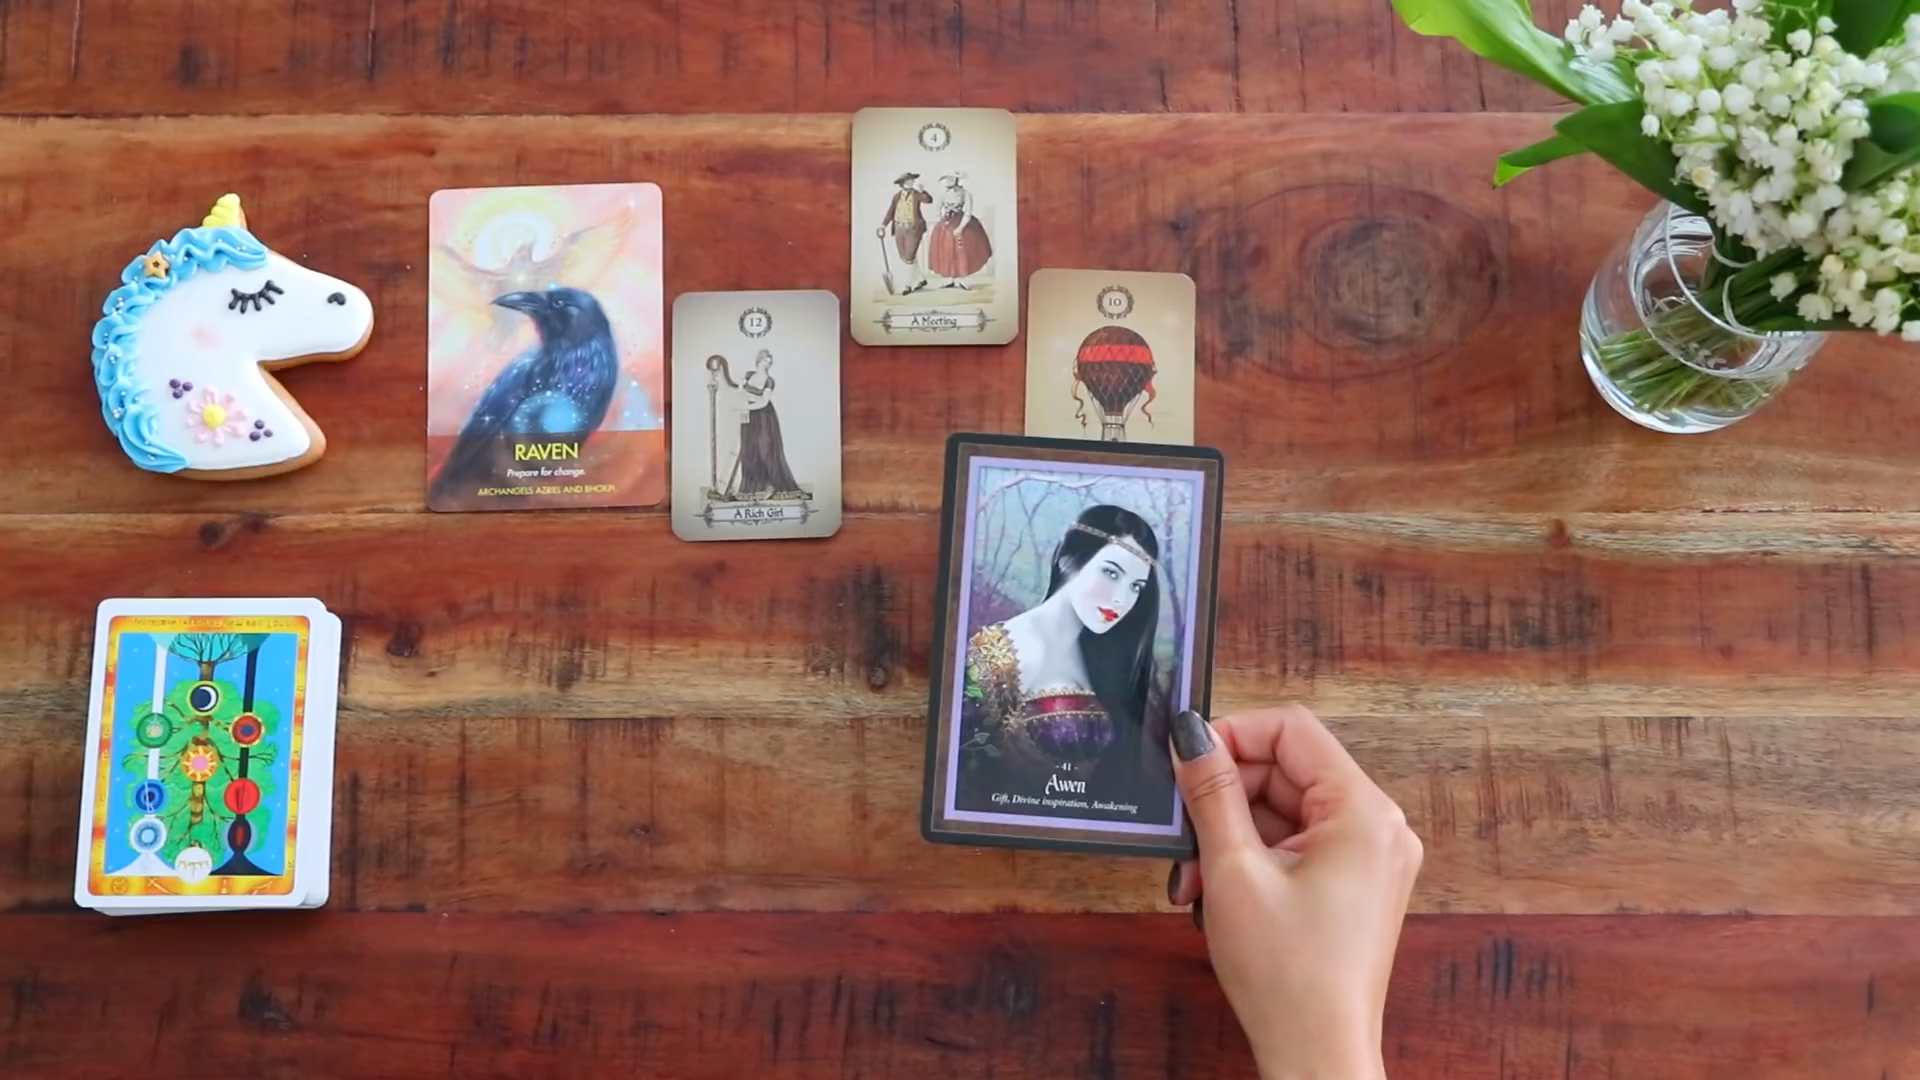 4
A Meeting
RAVEN
Prepare for change.
ARCHANGELS AZRIEL AND
12
A Rich Girl
10
- 41 -
Awen
Gift, Divine inspiration, Awakening